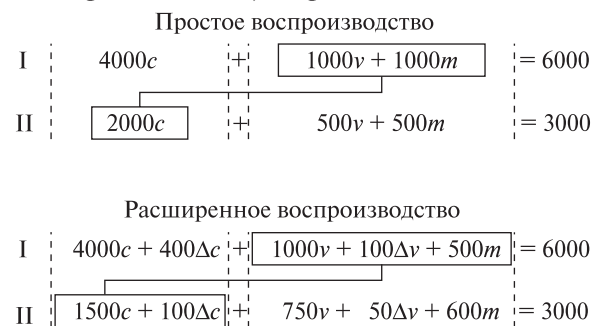 Простое воспроизводство
I 4000c + 1000v + 1000m = 6000
II 2000c + 500v + 500m = 3000
Расширенное воспроизводство
I 4000c + 400Δc + 1000v + 100Δv + 500m = 6000
II 1500c + 100Δc + 750v + 50Δv + 600m = 3000